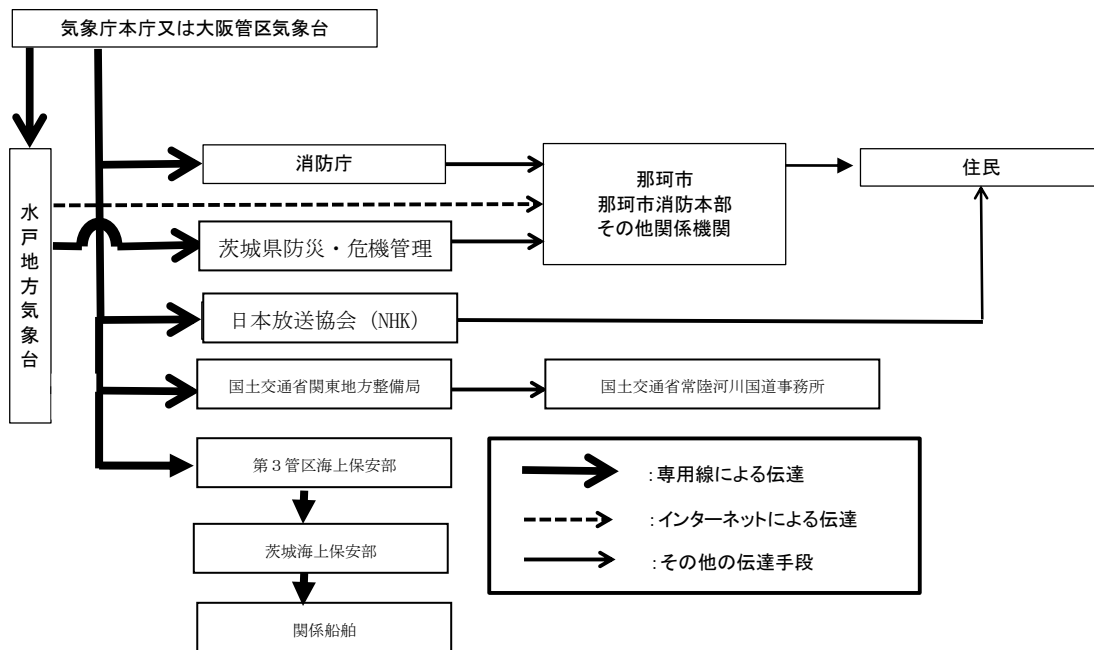 気象庁本庁又は大阪管区気象台
水戸地方気象台
消防庁
那珂市
那珂市消防本部
その他関係機関
住民
茨城県防災・危機管理
日本放送協会 (NHK)
国土交通省関東地方整備局
国土交通省常陸河川国道事務所
第3管区海上保安部
茨城海上保安部
関係船舶
:専用線による伝達
:インターネットによる伝達
:その他の伝達手段